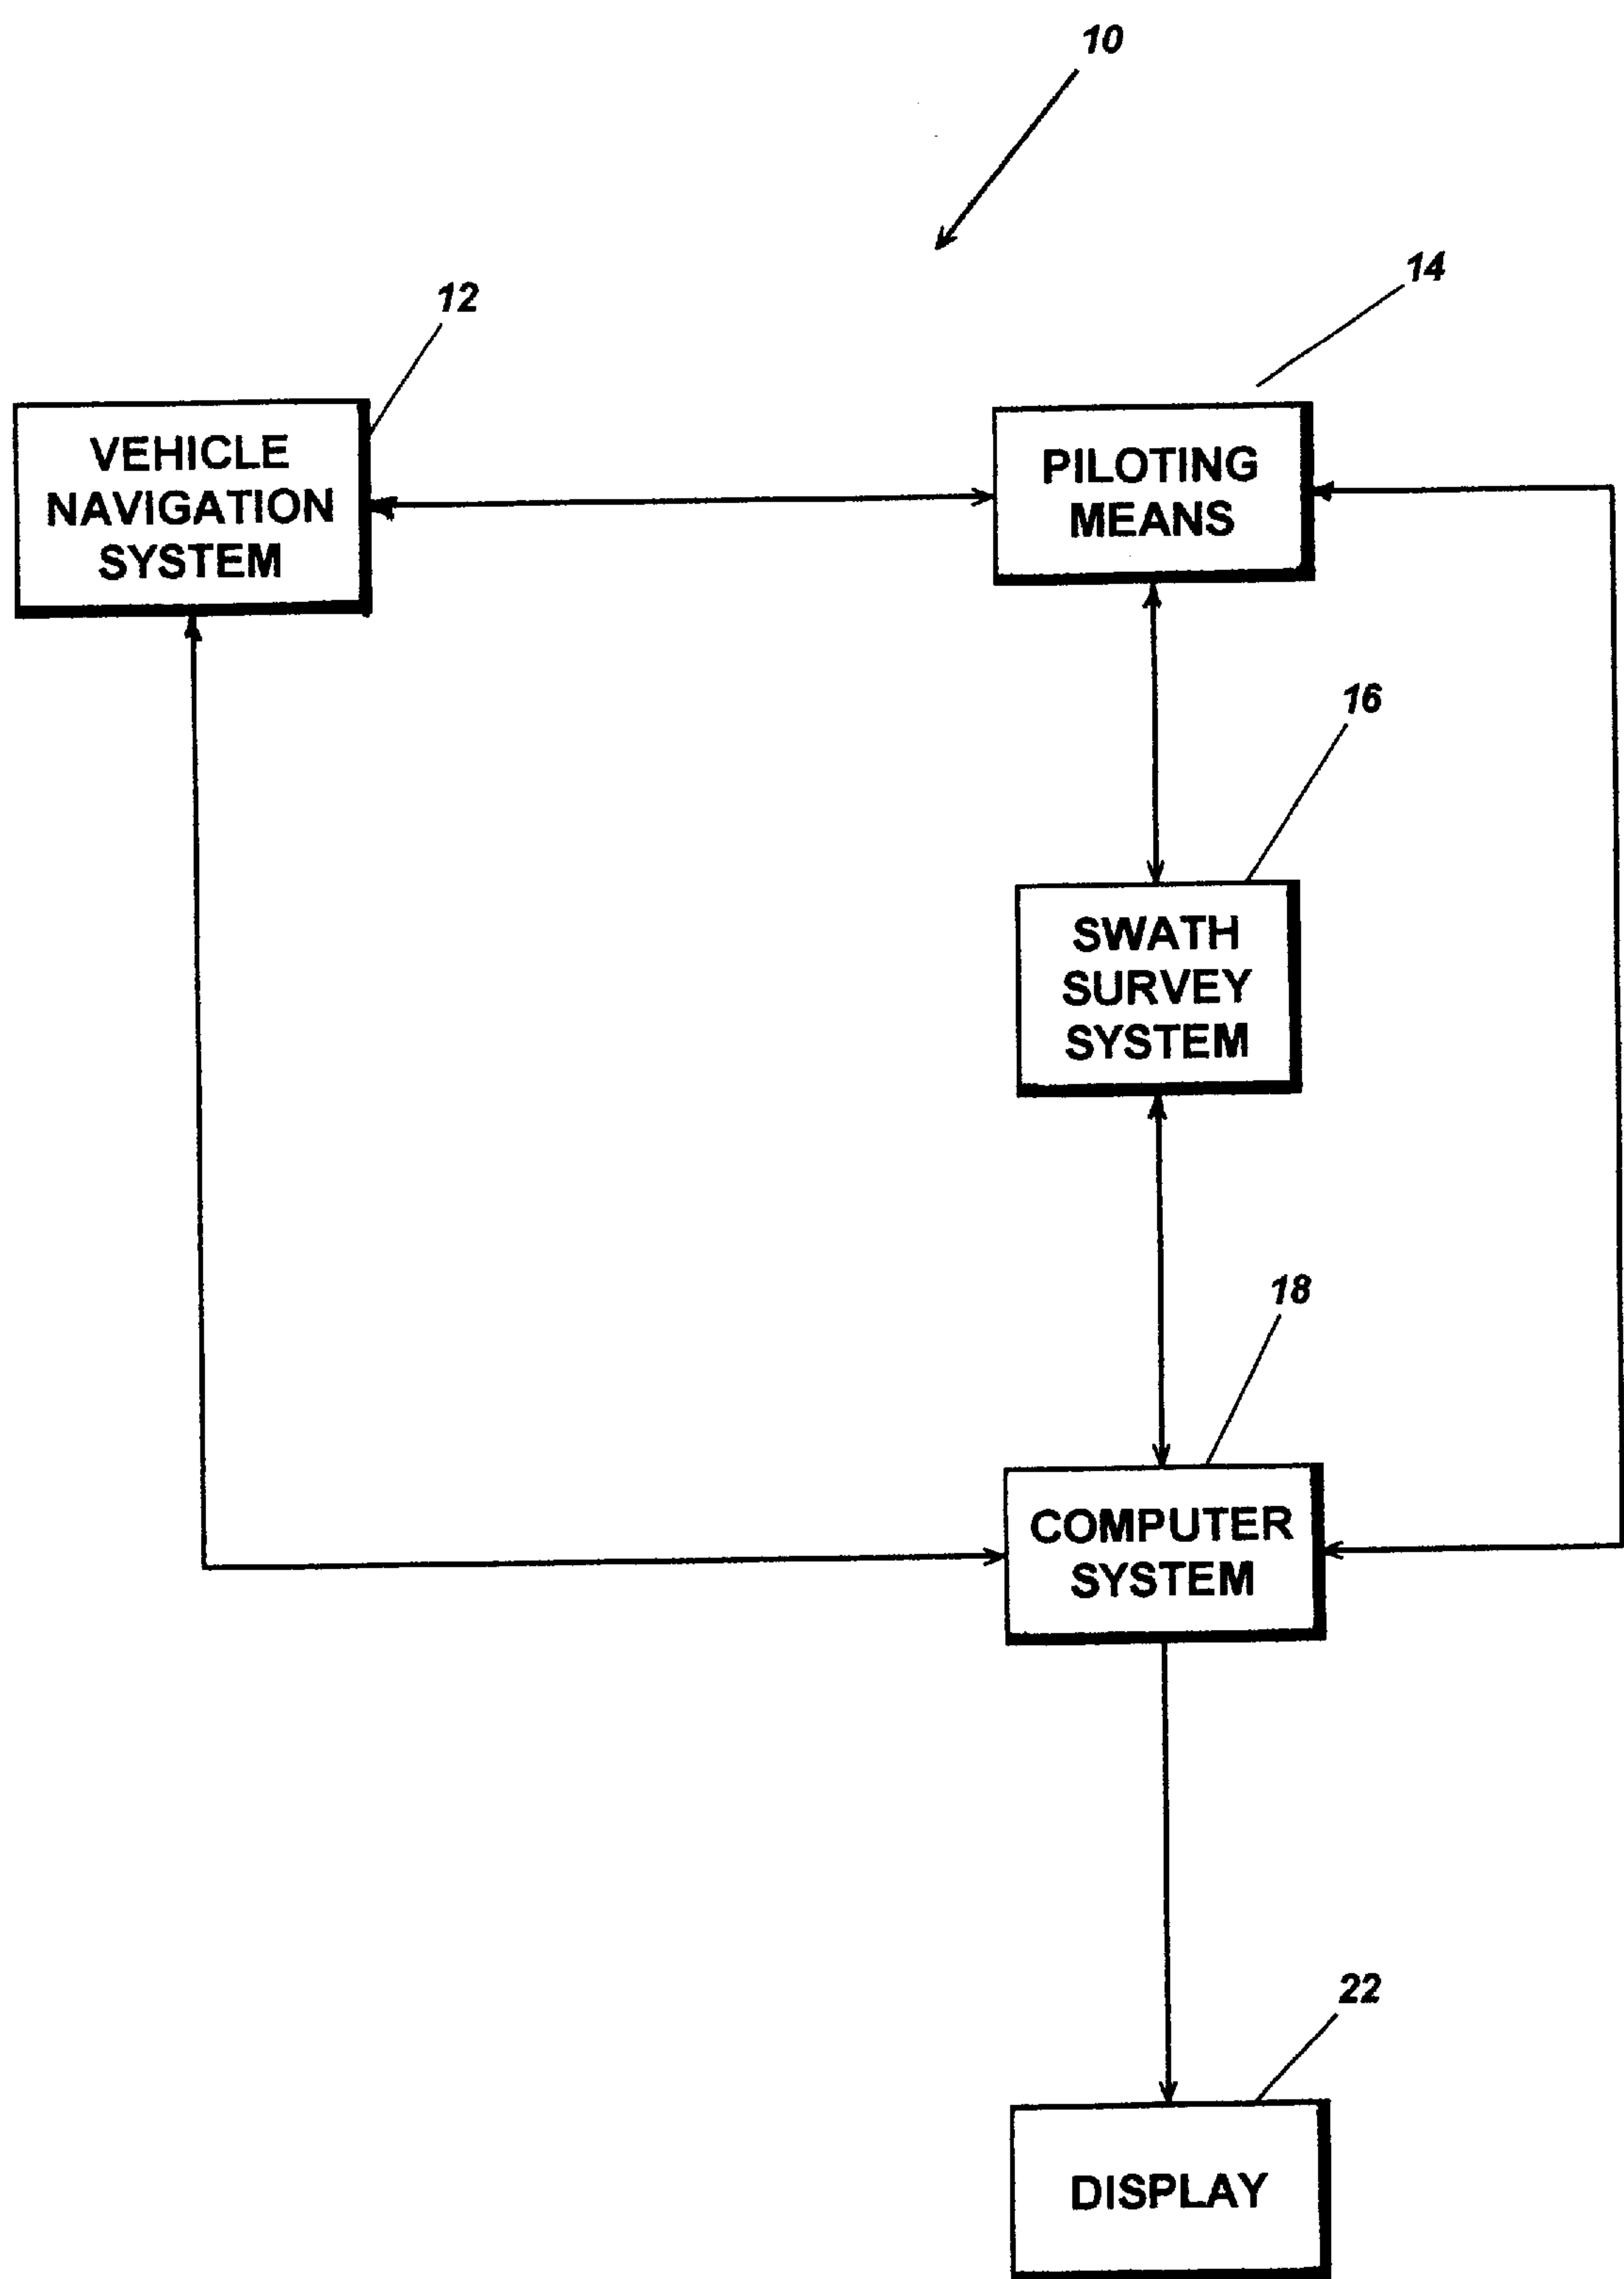 10
12
14
VEHICLE
NAVIGATION
SYSTEM
PILOTING
MEANS
16
SWATH
SURVEY
SYSTEM
18
COMPUTER
SYSTEM
22
DISPLAY